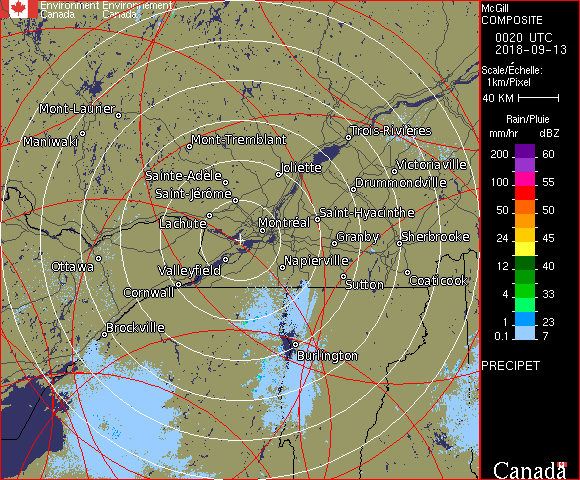 Environment Environnement
Canada Canada
McGill
COMPOSITE
0020 UTC
2018-09-13
Scale/Échelle:
1km/Pixel
40 KM
Rain/Pluie
mm/hr dBZ
200 60
55
100 55
50 50
24 45
12 40
8 33
4 33
1 23
0.1 7
PRECIPET
Canada
Mont-Laurier
Maniwaki
Mont-Tremblant
Trois-Rivières
Sainte-Adèle
Joliette
Victoriaville
Saint-Jérôme
Drummondville
Lachute
Montréal
Saint-Hyacinthe
Granby
Sherbrooke
Ottawa
Valleyfield
Napierville
Cornwall
Sutton
Coaticook
Brockville
Burlington